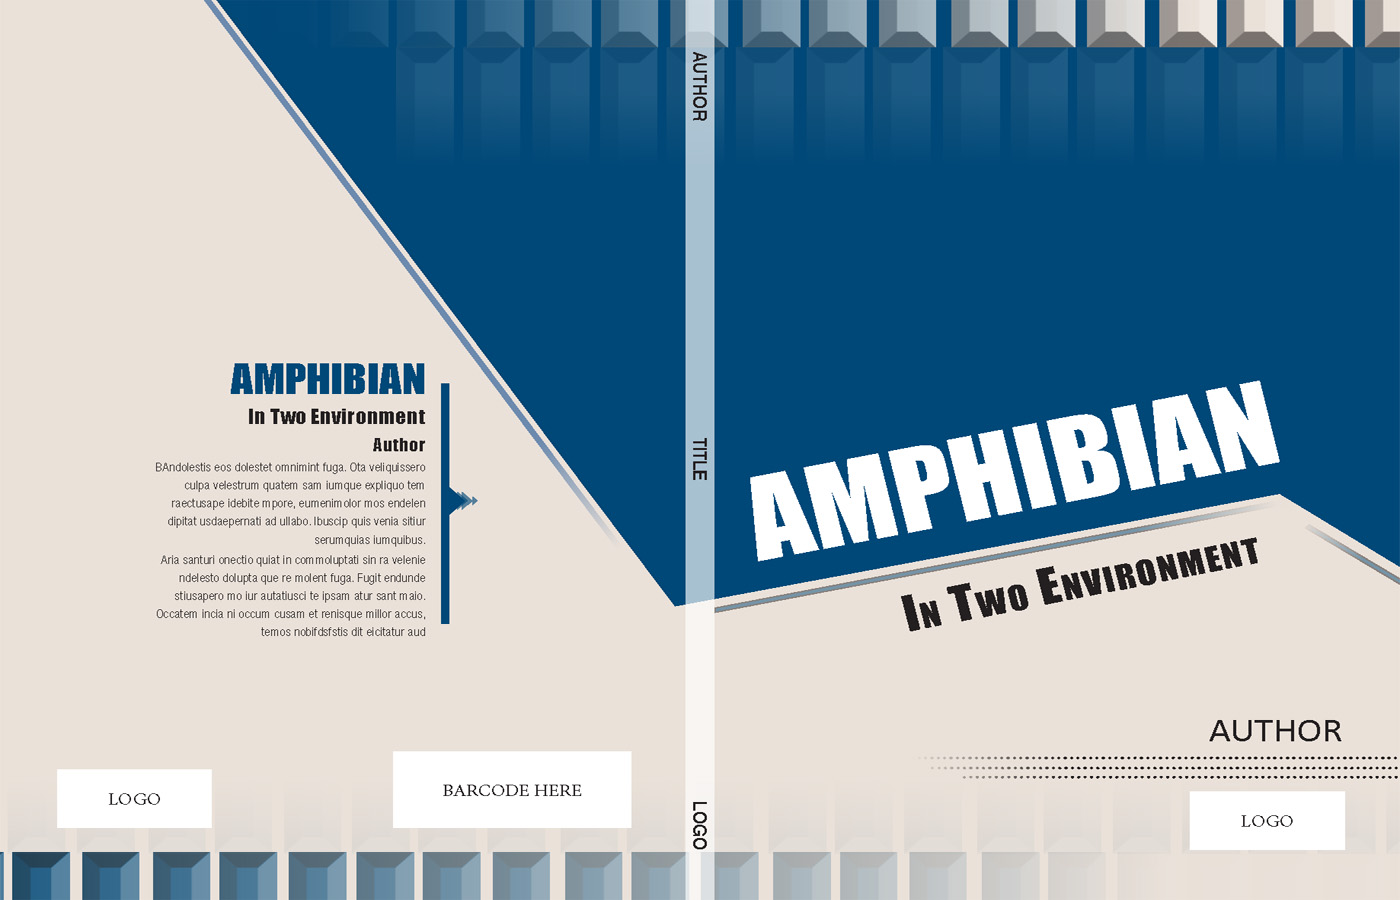 AMPHIBIAN
In Two Environment
Author
BAndolestis eos dolestet omnimint fuga. Ota veliquissero
culpa velestrum quatem sam iumque expliquo tem
raectusape idebite mpore, eumenimolor mos endelen
dipitat usdaepernati ad ullabo. Ibuscip quis venia sitiur
serumquias iumquibus.
Aria santuri onectio quiat in commoluptati sin ra velenie
ndelesto dolupta que re molent fuga. Fugit endunde
stiusapero mo iur autatiusci te ipsam atur sant maio.
Occatem incia ni occum cusam et renisque millor accus,
temos nobifdsfstis dit eicitatur aud
LOGO
BARCODE HERE
AUTHOR
TITLE
LOGO
AMPHIBIAN
IN TWO ENVIRONMENT
AUTHOR
LOGO